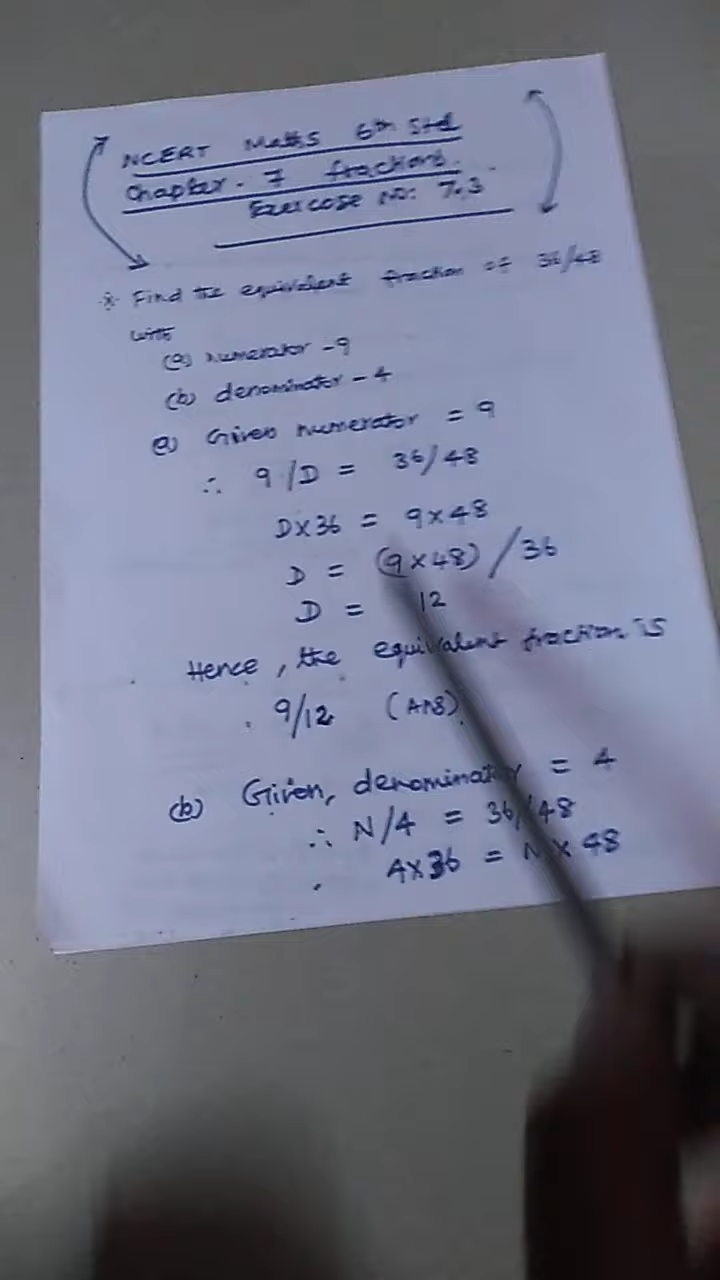 NCERT Maths 6th Std
Chapter - 7 fractions.
Exercose NO: 7.3.
* Find the equivalent fraction of 36/48
with
(a) numerator - 9
(b) denominator - 4
a) Given numerator = 9
∴ 9/D = 36/48
D×36 = 9×48
D = (9×48) / 36
D = 12
Hence, the equivalent fraction is
9/12 (Ans)
(b) Given, denominator = 4
∴ N/4 = 36/48
4×36 = N×48